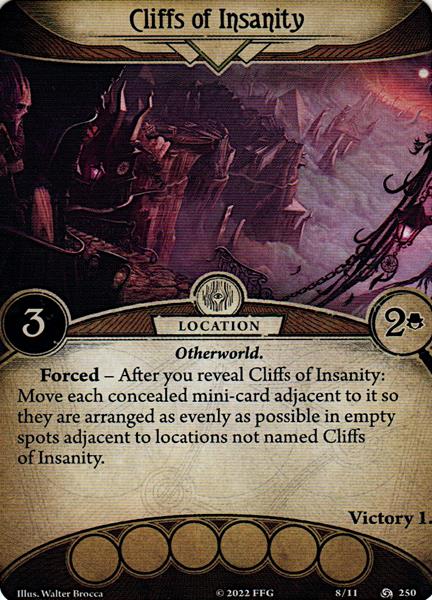 Cliffs of Insanity
3
LOCATION
2
Otherworld.
Forced – After you reveal Cliffs of Insanity:
Move each concealed mini-card adjacent to it so
they are arranged as evenly as possible in empty
spots adjacent to locations not named Cliffs
of Insanity.
Victory 1.
Illus. Walter Brocca © 2022 FFG 8/11 250